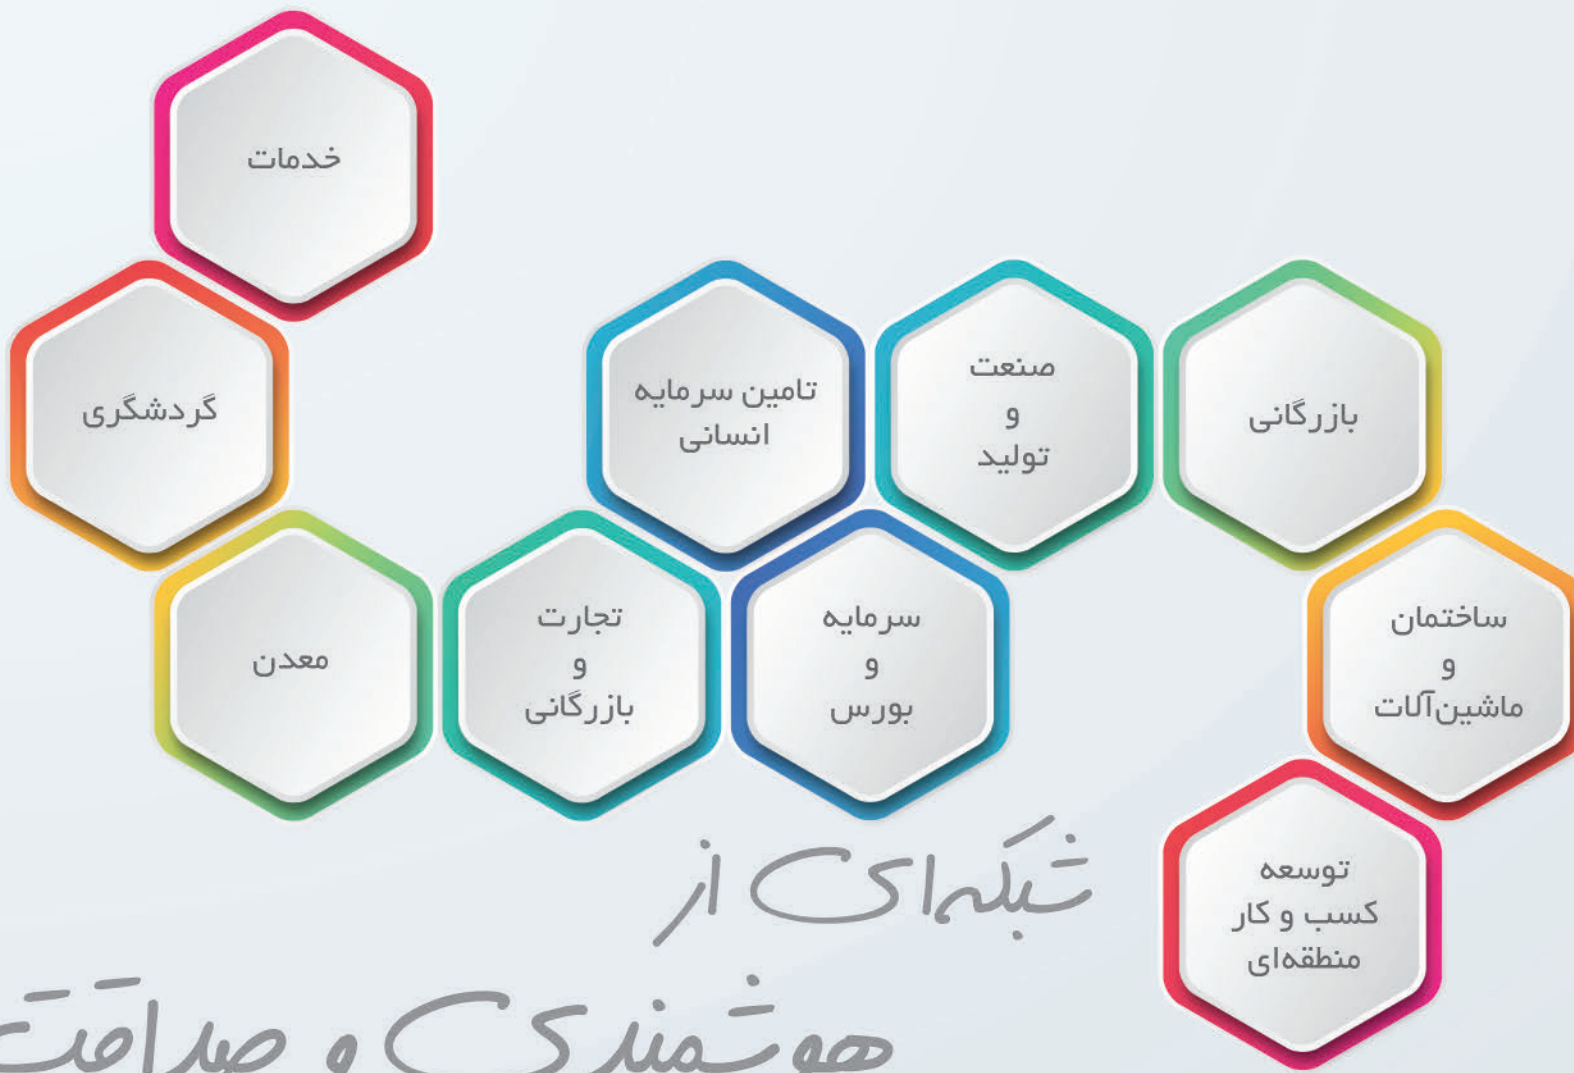 خدمات
گردشگری
تامین سرمایه
انسانی
صنعت
و
تولید
بازرگانی
معدن
تجارت
و
بازرگانی
سرمایه
و
بورس
ساختمان
و
ماشین‌آلات
توسعه
کسب و کار
منطقه‌ای
شبکه‌ای از
هوشمندی و صداقت